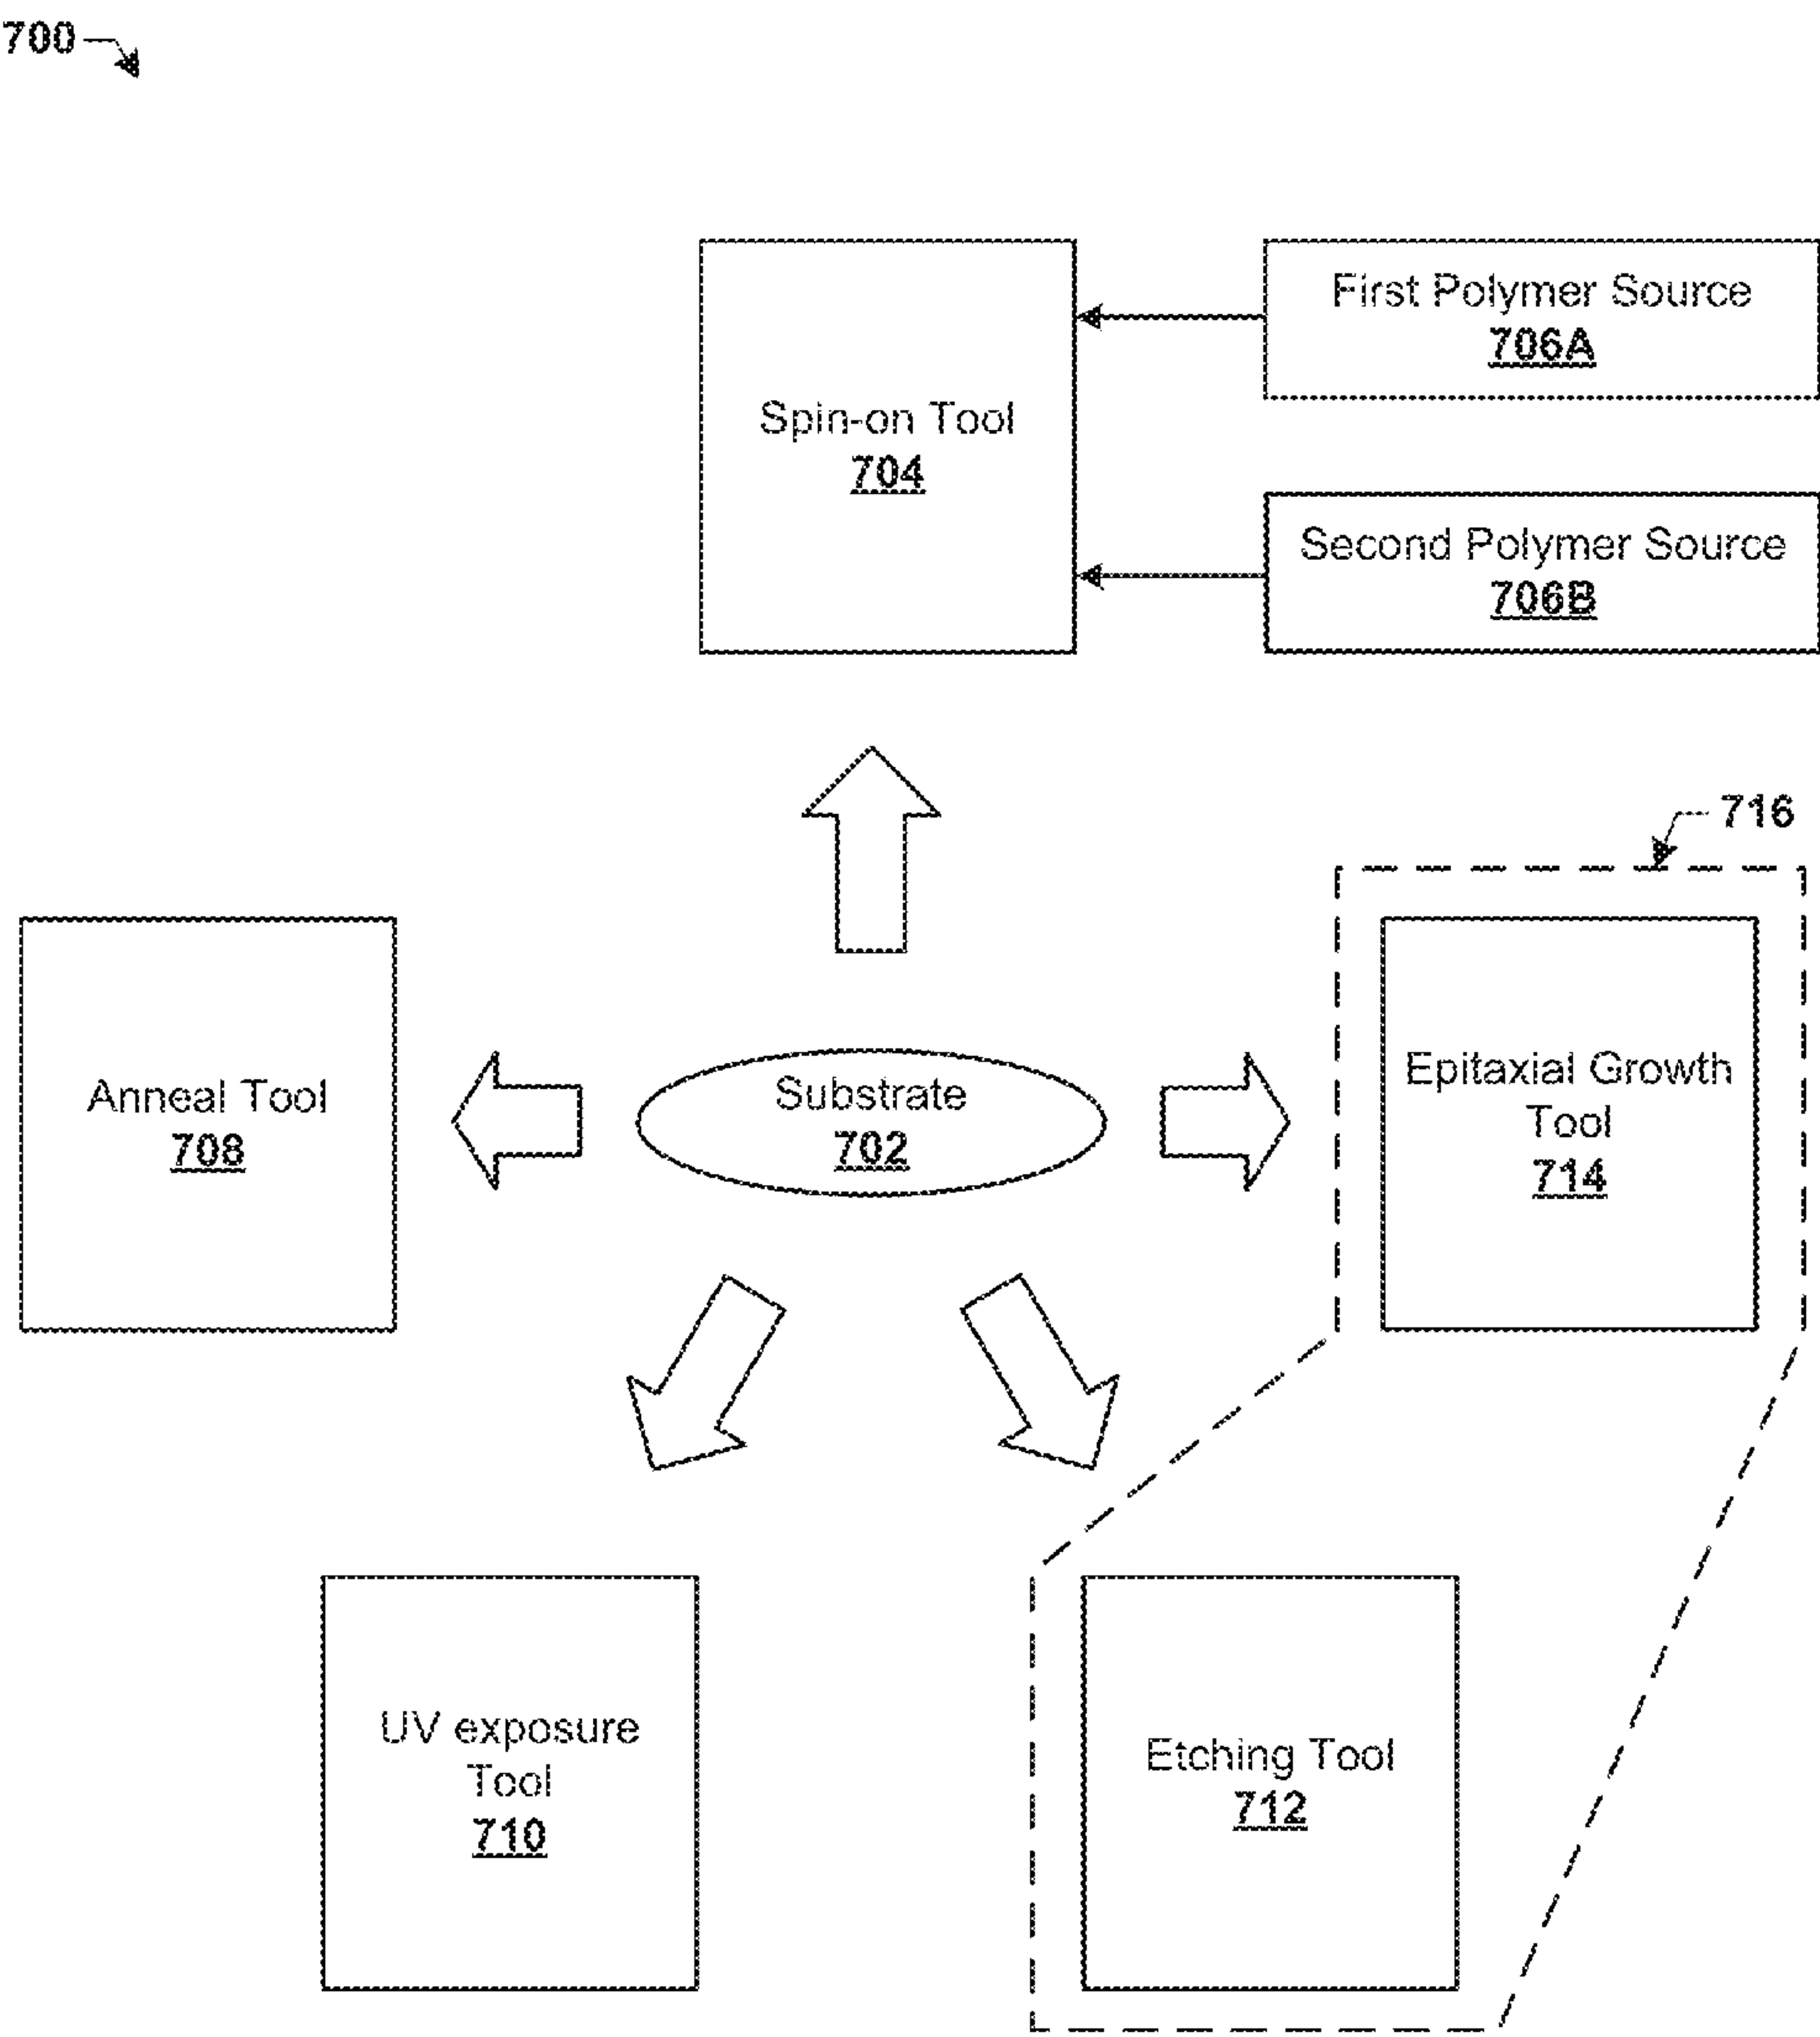 700
First Polymer Source
706A
Spin-on Tool
704
Second Polymer Source
706B
716
Anneal Tool
708
Substrate
702
Epitaxial Growth
Tool
714
UV exposure
Tool
710
Etching Tool
712